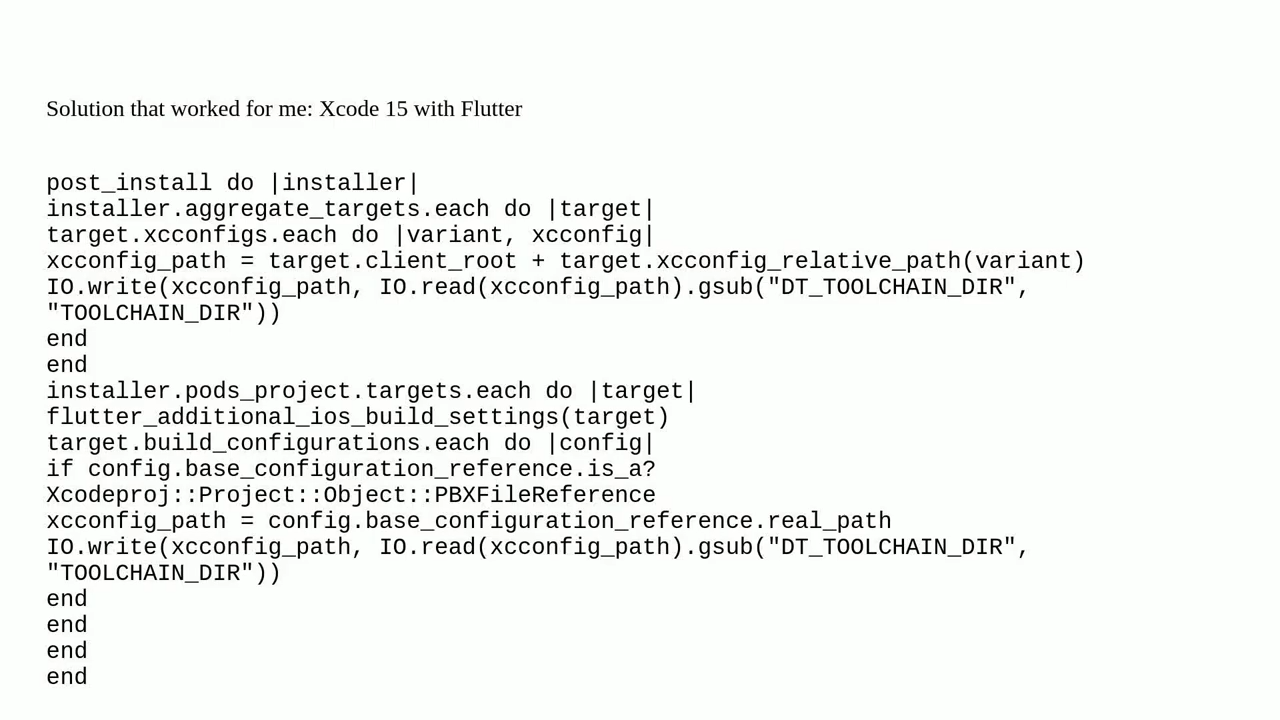 Solution that worked for me: Xcode 15 with Flutter
post_install do |installer|
installer.aggregate_targets.each do |target|
target.xcconfigs.each do |variant, xcconfig|
xcconfig_path = target.client_root + target.xcconfig_relative_path(variant)
IO.write(xcconfig_path, IO.read(xcconfig_path).gsub("DT_TOOLCHAIN_DIR",
"TOOLCHAIN_DIR"))
end
end
installer.pods_project.targets.each do |target|
flutter_additional_ios_build_settings(target)
target.build_configurations.each do |config|
if config.base_configuration_reference.is_a?
Xcodeproj::Project::Object::PBXFileReference
xcconfig_path = config.base_configuration_reference.real_path
IO.write(xcconfig_path, IO.read(xcconfig_path).gsub("DT_TOOLCHAIN_DIR",
"TOOLCHAIN_DIR"))
end
end
end
end